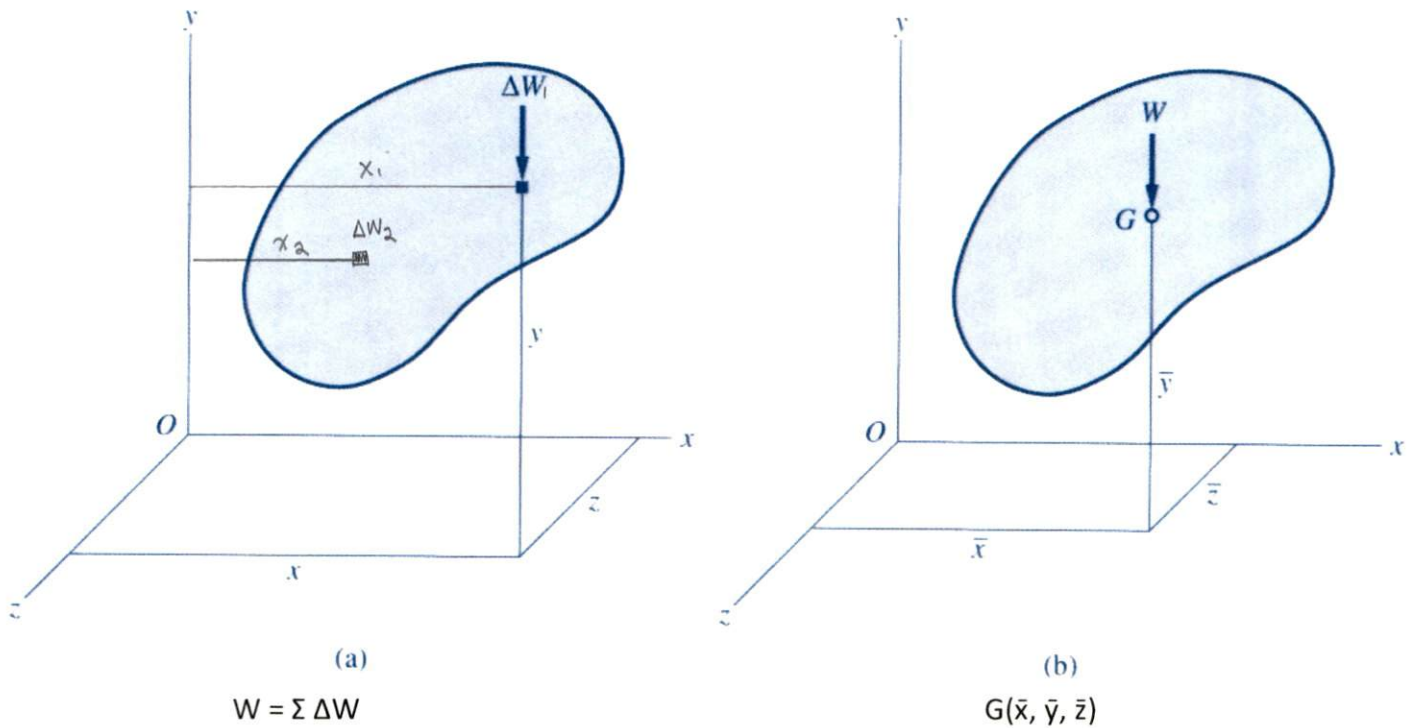 y
ΔW₁
x₁
ΔW₂
x₂
y
O
x
z
x
z
(a)
W = Σ ΔW
y
W
G
ȳ
O
x
z̄
x̄
z
(b)
G(x̄, ȳ, z̄)